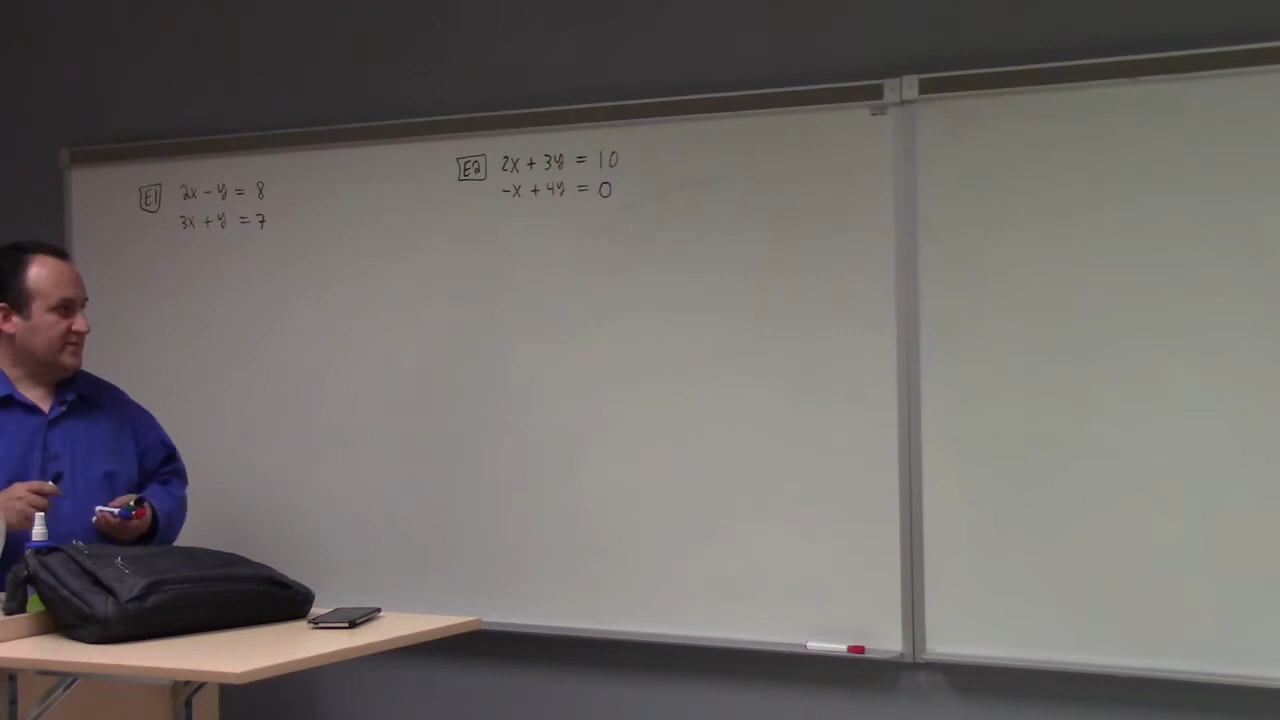 E1 2x - y = 8
3x + y = 7
E2 2x + 3y = 10
-x + 4y = 0